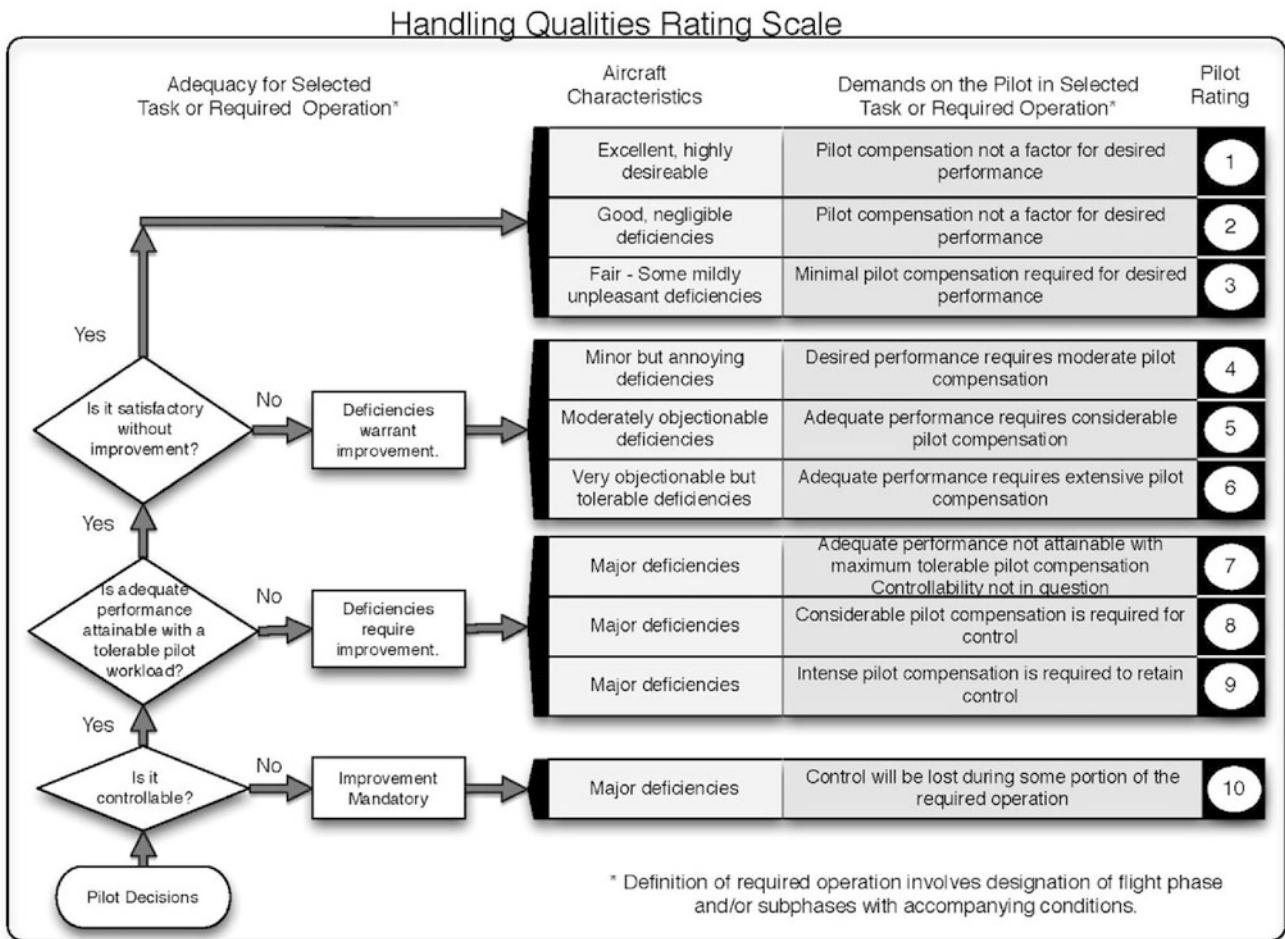 Handling Qualities Rating Scale
Adequacy for Selected
Task or Required Operation*
Aircraft
Characteristics
Demands on the Pilot in Selected
Task or Required Operation*
Pilot
Rating
Excellent, highly
desireable
Pilot compensation not a factor for desired
performance
1
Good, negligible
deficiencies
Pilot compensation not a factor for desired
performance
2
Fair - Some mildly
unpleasant deficiencies
Minimal pilot compensation required for desired
performance
3
Yes
Is it satisfactory
without
improvement?
No
Deficiencies
warrant
improvement.
Minor but annoying
deficiencies
Desired performance requires moderate pilot
compensation
4
Moderately objectionable
deficiencies
Adequate performance requires considerable
pilot compensation
5
Very objectionable but
tolerable deficiencies
Adequate performance requires extensive pilot
compensation
6
Yes
Is adequate
performance
attainable with a
tolerable pilot
workload?
No
Deficiencies
require
improvement.
Major deficiencies
Adequate performance not attainable with
maximum tolerable pilot compensation
Controllability not in question
7
Major deficiencies
Considerable pilot compensation is required for
control
8
Major deficiencies
Intense pilot compensation is required to retain
control
9
Yes
Is it
controllable?
No
Improvement
Mandatory
Major deficiencies
Control will be lost during some portion of the
required operation
10
Pilot Decisions
* Definition of required operation involves designation of flight phase
and/or subphases with accompanying conditions.